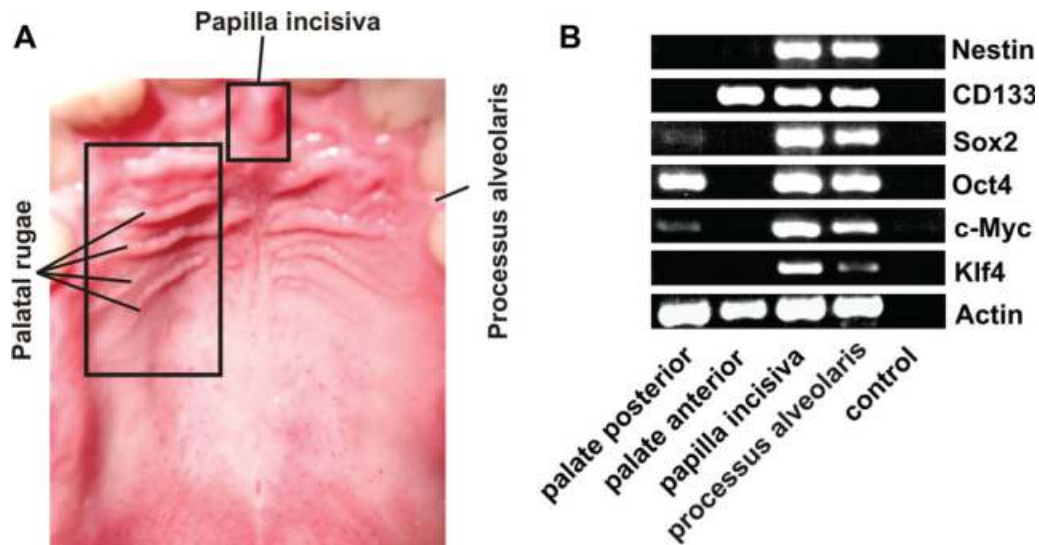 A
Papilla incisiva
Palatal rugae
Processus alveolaris
B
Nestin
CD133
Sox2
Oct4
c-Myc
Klf4
Actin
palate posterior
palate anterior
papilla incisiva
processus alveolaris
control